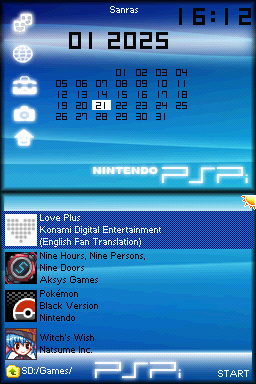 Sanras
16:12
01 2025
01 02 03 04
05 06 07 08 09 10 11
12 13 14 15 16 17 18
19 20 21 22 23 24 25
26 27 28 29 30 31
NINTENDO PSPi
Love Plus
Konami Digital Entertainment
(English Fan Translation)
Nine Hours, Nine Persons,
Nine Doors
Aksys Games
Pokémon
Black Version
Nintendo
Witch's Wish
Natsume Inc.
SD:/Games/
PSPi
START